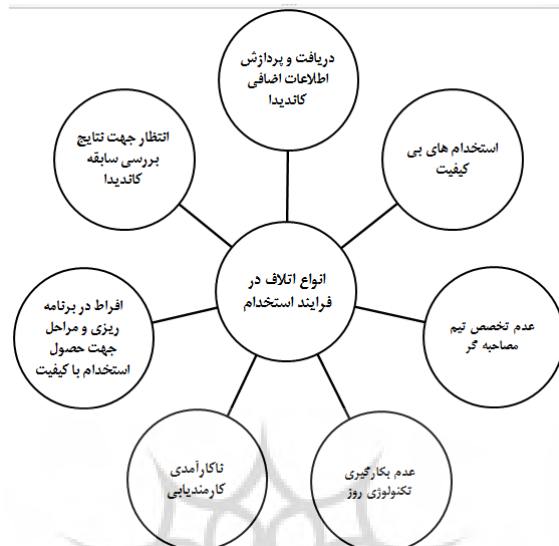 دریافت و پردازش
اطلاعات اضافی
کاندیدا
استخدام های بی
کیفیت
عدم تخصص تیم
مصاحبه گر
عدم بکارگیری
تکنولوژی روز
ناکارآمدی
کارمندیابی
افراط در برنامه
ریزی و مراحل
جهت حصول
استخدام با کیفیت
انتظار جهت نتایج
بررسی سابقه
کاندیدا
انواع اتلاف در
فرایند استخدام